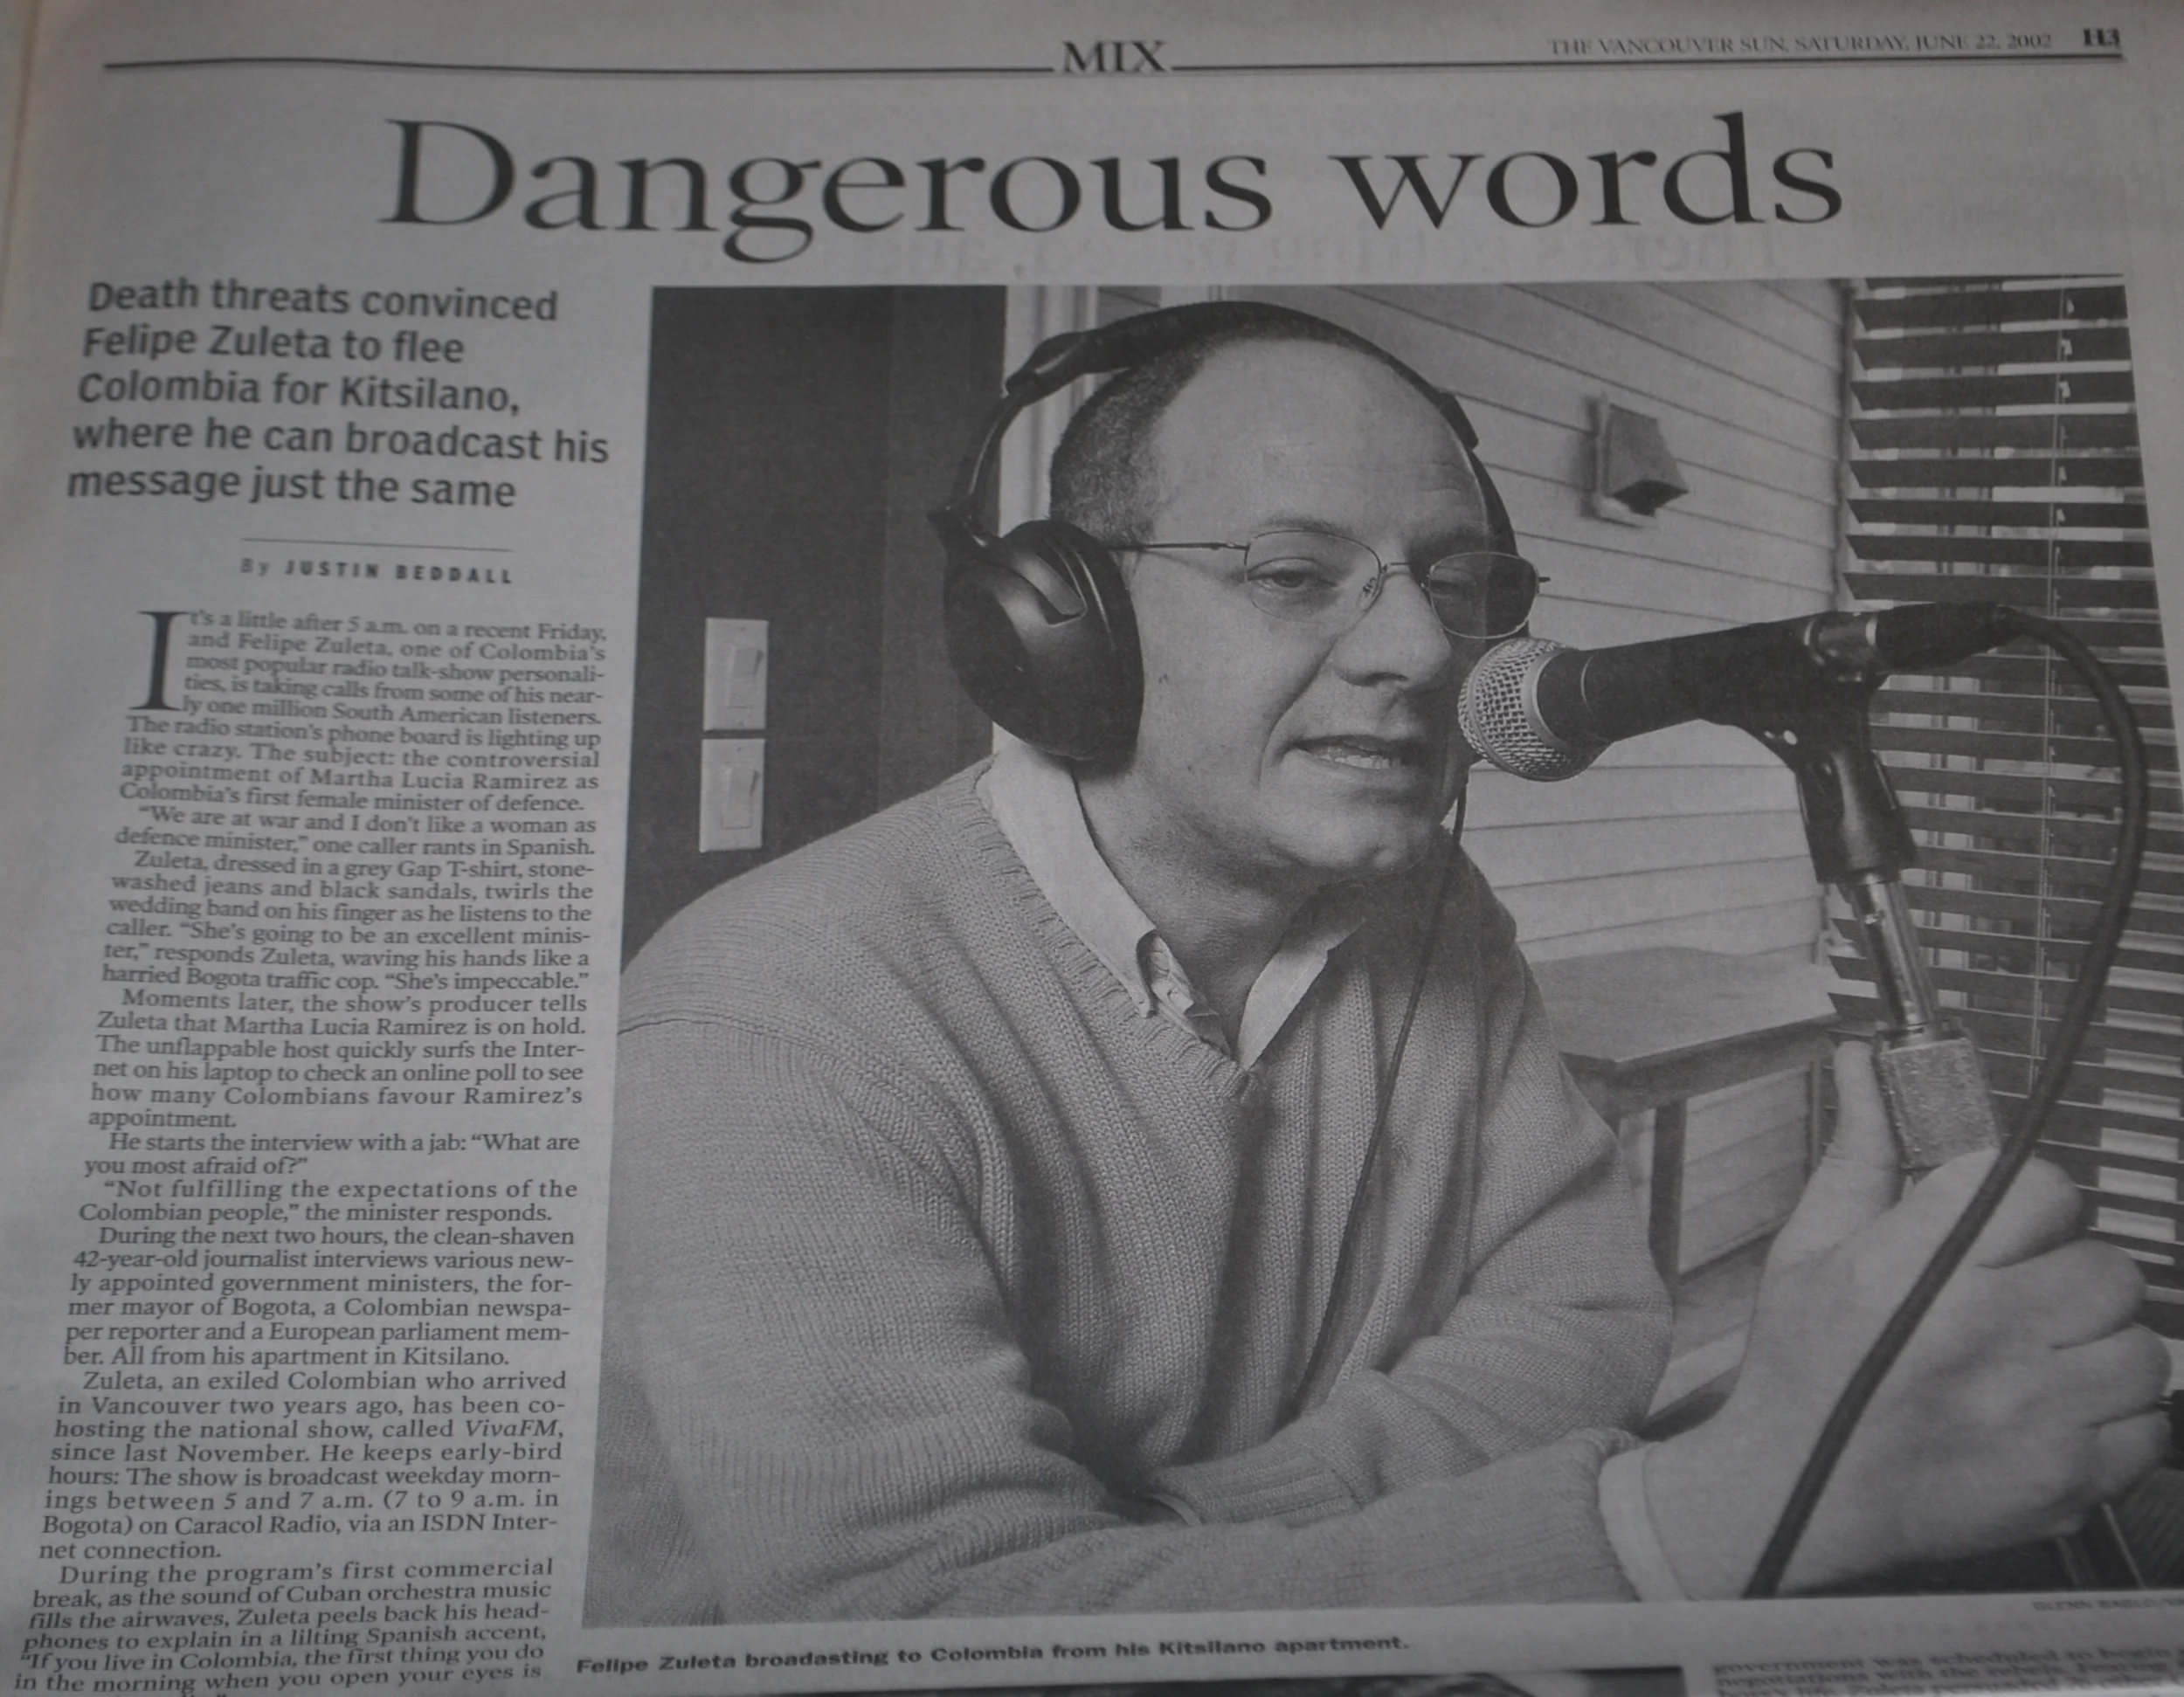 MIX
THE VANCOUVER SUN, SATURDAY, JUNE 22, 2002 H3
Dangerous words
Death threats convinced
Felipe Zuleta to flee
Colombia for Kitsilano,
where he can broadcast his
message just the same
By JUSTIN BEDDALL
It's a little after 5 a.m. on a recent Friday,
and Felipe Zuleta, one of Colombia's
most popular radio talk-show personali-
ties, is taking calls from some of his near-
ly one million South American listeners.
The radio station's phone board is lighting up
like crazy. The subject: the controversial
appointment of Martha Lucia Ramirez as
Colombia's first female minister of defence.
"We are at war and I don't like a woman as
defence minister," one caller rants in Spanish.
Zuleta, dressed in a grey Gap T-shirt, stone-
washed jeans and black sandals, twirls the
wedding band on his finger as he listens to the
caller. "She's going to be an excellent minis-
ter," responds Zuleta, waving his hands like a
harried Bogota traffic cop. "She's impeccable."
Moments later, the show's producer tells
Zuleta that Martha Lucia Ramirez is on hold.
The unflappable host quickly surfs the Inter-
net on his laptop to check an online poll to see
how many Colombians favour Ramirez's
appointment.
He starts the interview with a jab: "What are
you most afraid of?"
"Not fulfilling the expectations of the
Colombian people," the minister responds.
During the next two hours, the clean-shaven
42-year-old journalist interviews various new-
ly appointed government ministers, the for-
mer mayor of Bogota, a Colombian newspa-
per reporter and a European parliament mem-
ber. All from his apartment in Kitsilano.
Zuleta, an exiled Colombian who arrived
in Vancouver two years ago, has been co-
hosting the national show, called VivaFM,
since last November. He keeps early-bird
hours: The show is broadcast weekday morn-
ings between 5 and 7 a.m. (7 to 9 a.m. in
Bogota) on Caracol Radio, via an ISDN Inter-
net connection.
During the program's first commercial
break, as the sound of Cuban orchestra music
fills the airwaves, Zuleta peels back his head-
phones to explain in a lilting Spanish accent,
"If you live in Colombia, the first thing you do
in the morning when you open your eyes is
Felipe Zuleta broadasting to Colombia from his Kitsilano apartment.
government was scheduled to begin